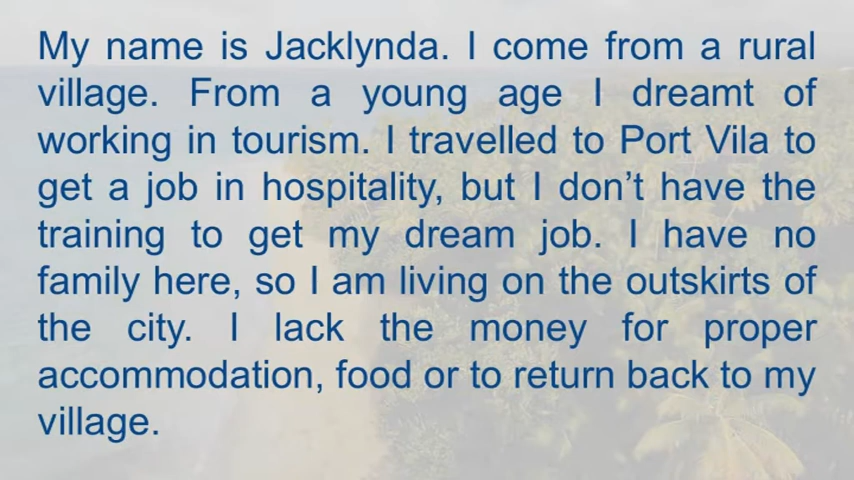 My name is Jacklynda. I come from a rural
village. From a young age I dreamt of
working in tourism. I travelled to Port Vila to
get a job in hospitality, but I don’t have the
training to get my dream job. I have no
family here, so I am living on the outskirts of
the city. I lack the money for proper
accommodation, food or to return back to my
village.